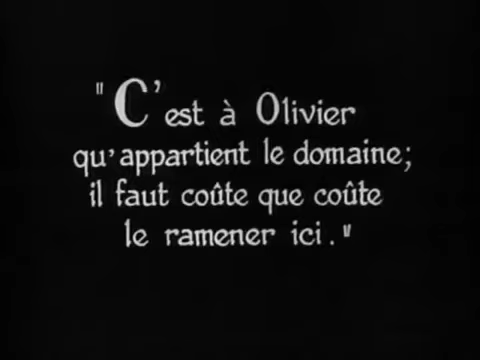 "C'est à Olivier
qu'appartient le domaine;
il faut coûte que coûte
le ramener ici."